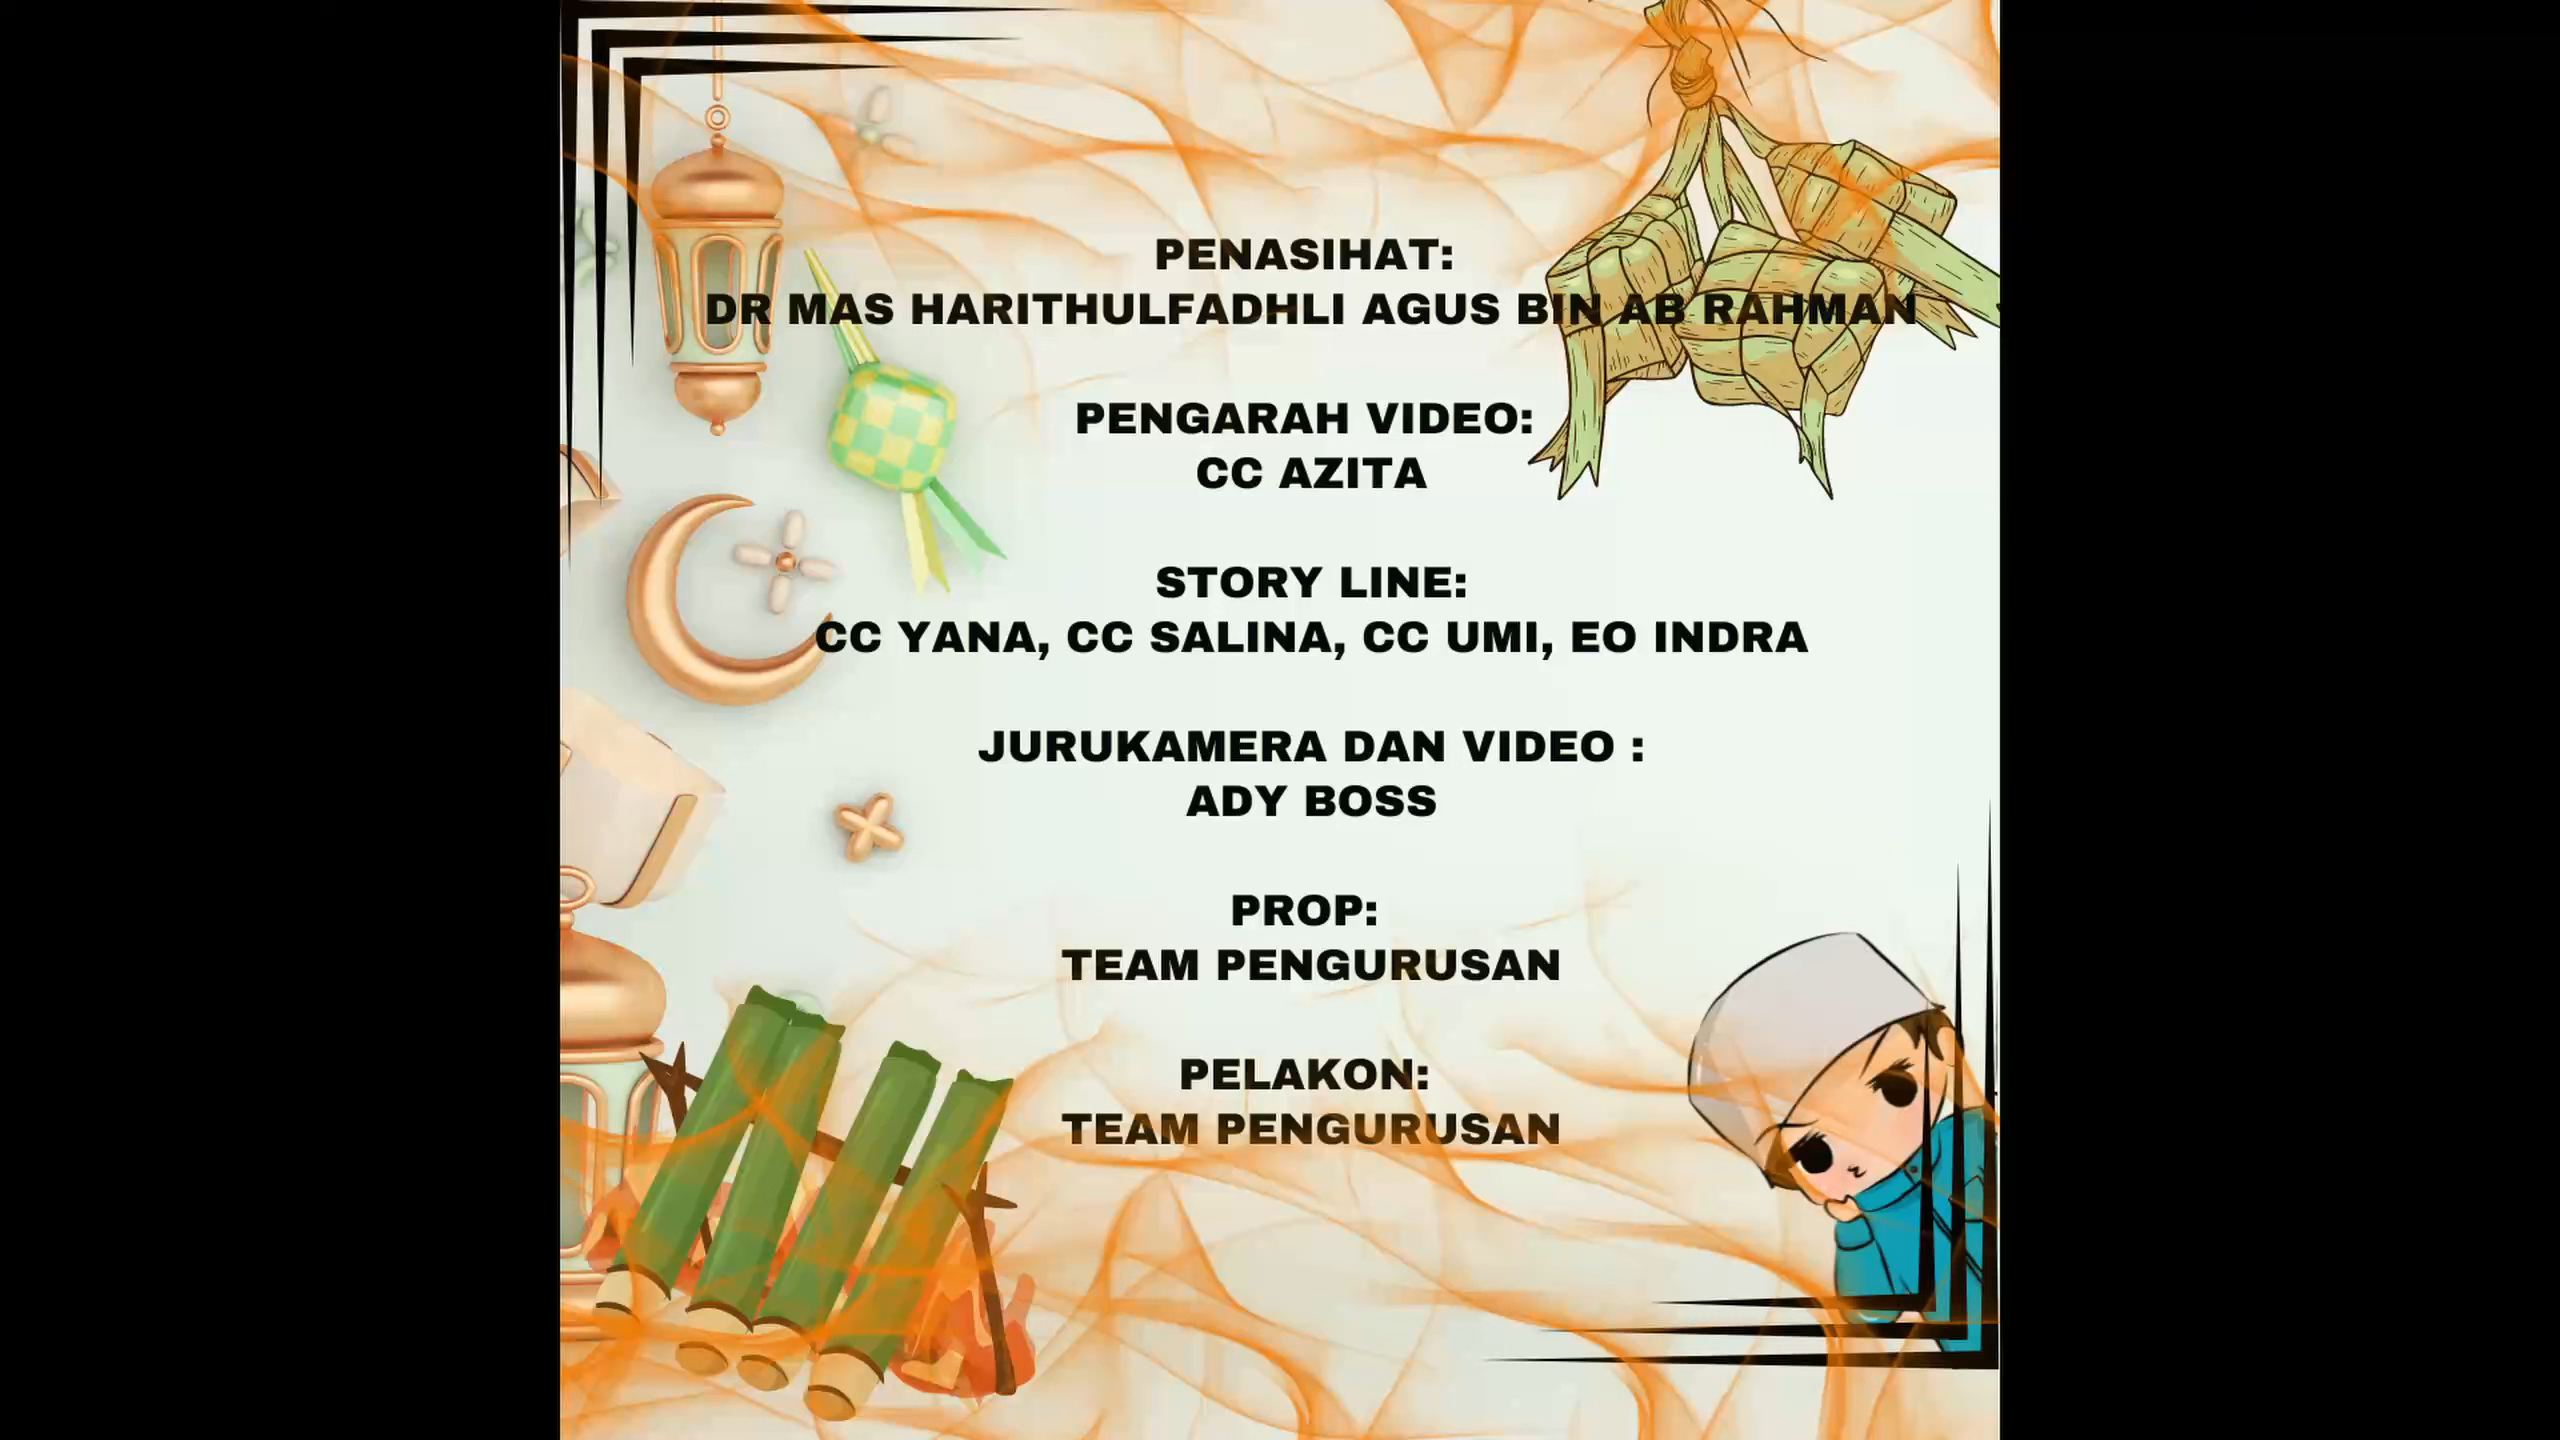 PENASIHAT:
DR MAS HARITHULFADHLI AGUS BIN AB RAHMAN
PENGARAH VIDEO:
CC AZITA
STORY LINE:
CC YANA, CC SALINA, CC UMI, EO INDRA
JURUKAMERA DAN VIDEO :
ADY BOSS
PROP:
TEAM PENGURUSAN
PELAKON:
TEAM PENGURUSAN